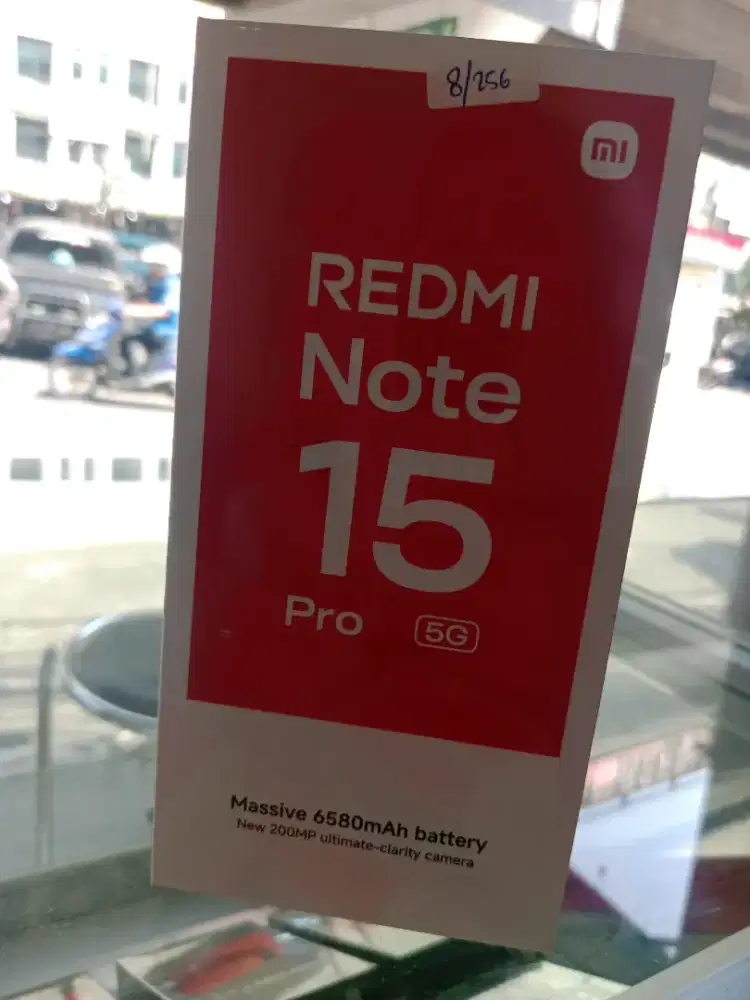 8/256
mi
REDMI
Note
15
Pro 5G
Massive 6580mAh battery
New 200MP ultimate-clarity camera